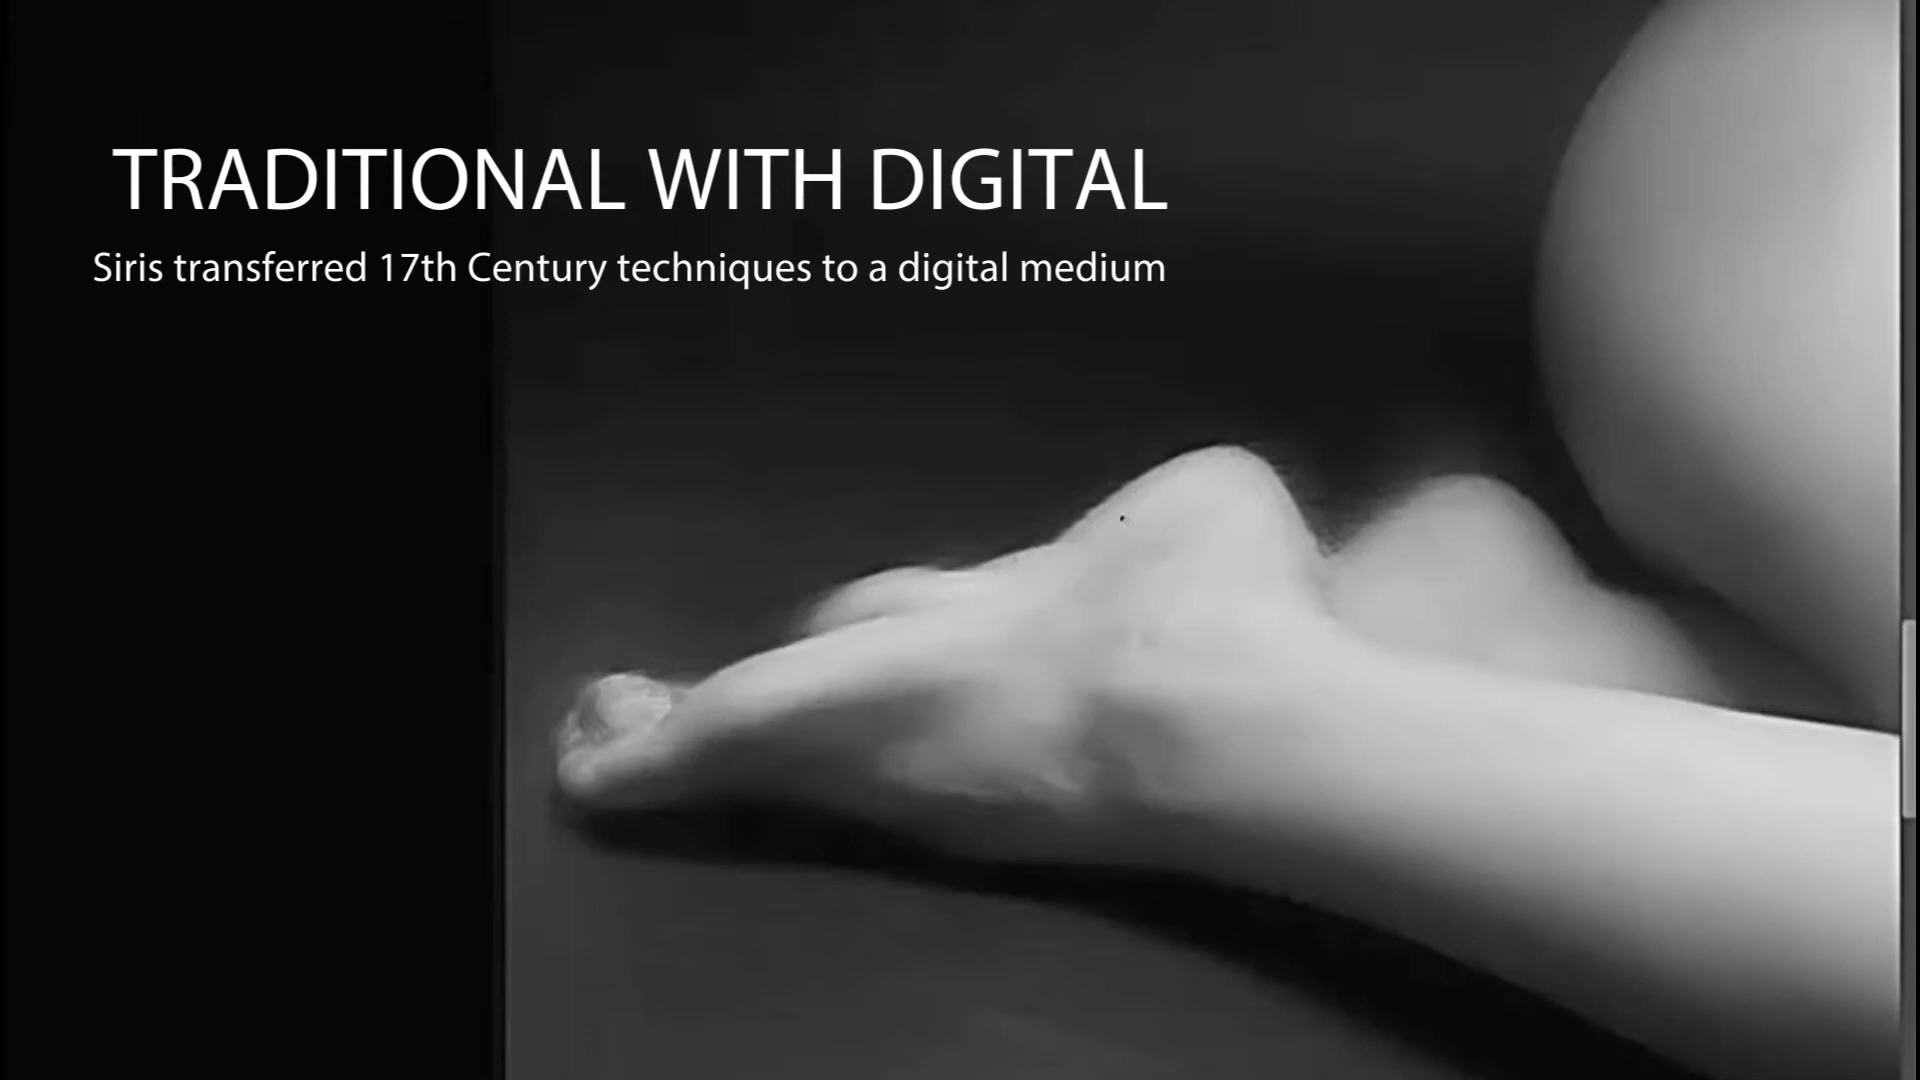 TRADITIONAL WITH DIGITAL
Siris transferred 17th Century techniques to a digital medium